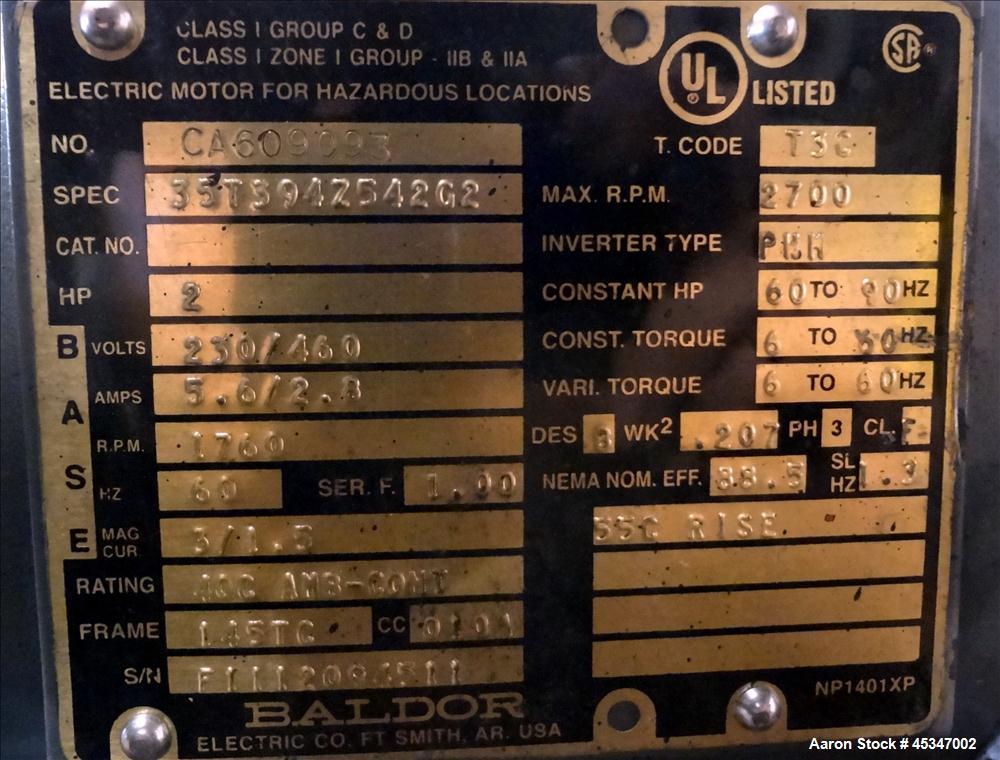 CLASS I GROUP C & D
CLASS I ZONE I GROUP - IIB & IIA
ELECTRIC MOTOR FOR HAZARDOUS LOCATIONS
UL ® LISTED
SA ®
NO. CA609093
T. CODE T3C
SPEC 35T394Z542G2
MAX. R.P.M. 2700
CAT. NO.
INVERTER TYPE
HP 2
CONSTANT HP 60 TO 90 HZ
BASE
VOLTS 230/460
CONST. TORQUE 6 TO HZ
AMPS 5.6/2.8
VARI. TORQUE 6 TO 60 HZ
R.P.M. 1760
DES WK2 .207 PH 3 CL. F
HZ 60 SER. F. 1.00
NEMA NOM. EFF. 88.5 SL HZ 1.3
MAG CUR 3/1.5
55C RISE
RATING 40C AMB-CONT
FRAME 145TC CC 010A
S/N
NP1401XP
BALDOR
ELECTRIC CO. FT SMITH, AR. USA
Aaron Stock # 45347002